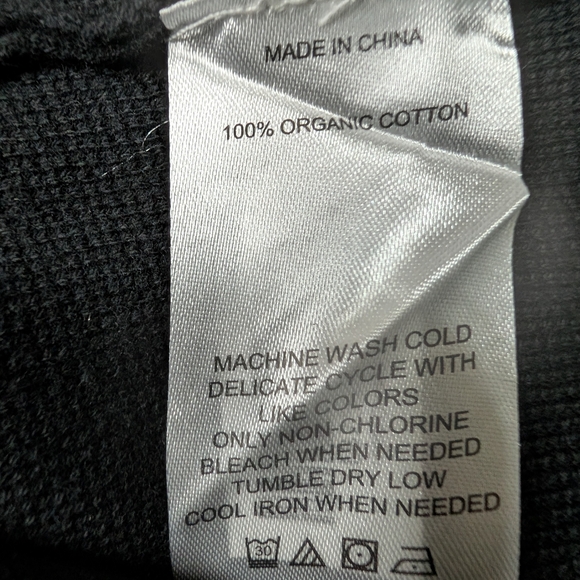 MADE IN CHINA
100% ORGANIC COTTON
MACHINE WASH COLD
DELICATE CYCLE WITH
LIKE COLORS
ONLY NON-CHLORINE
BLEACH WHEN NEEDED
TUMBLE DRY LOW
COOL IRON WHEN NEEDED
30